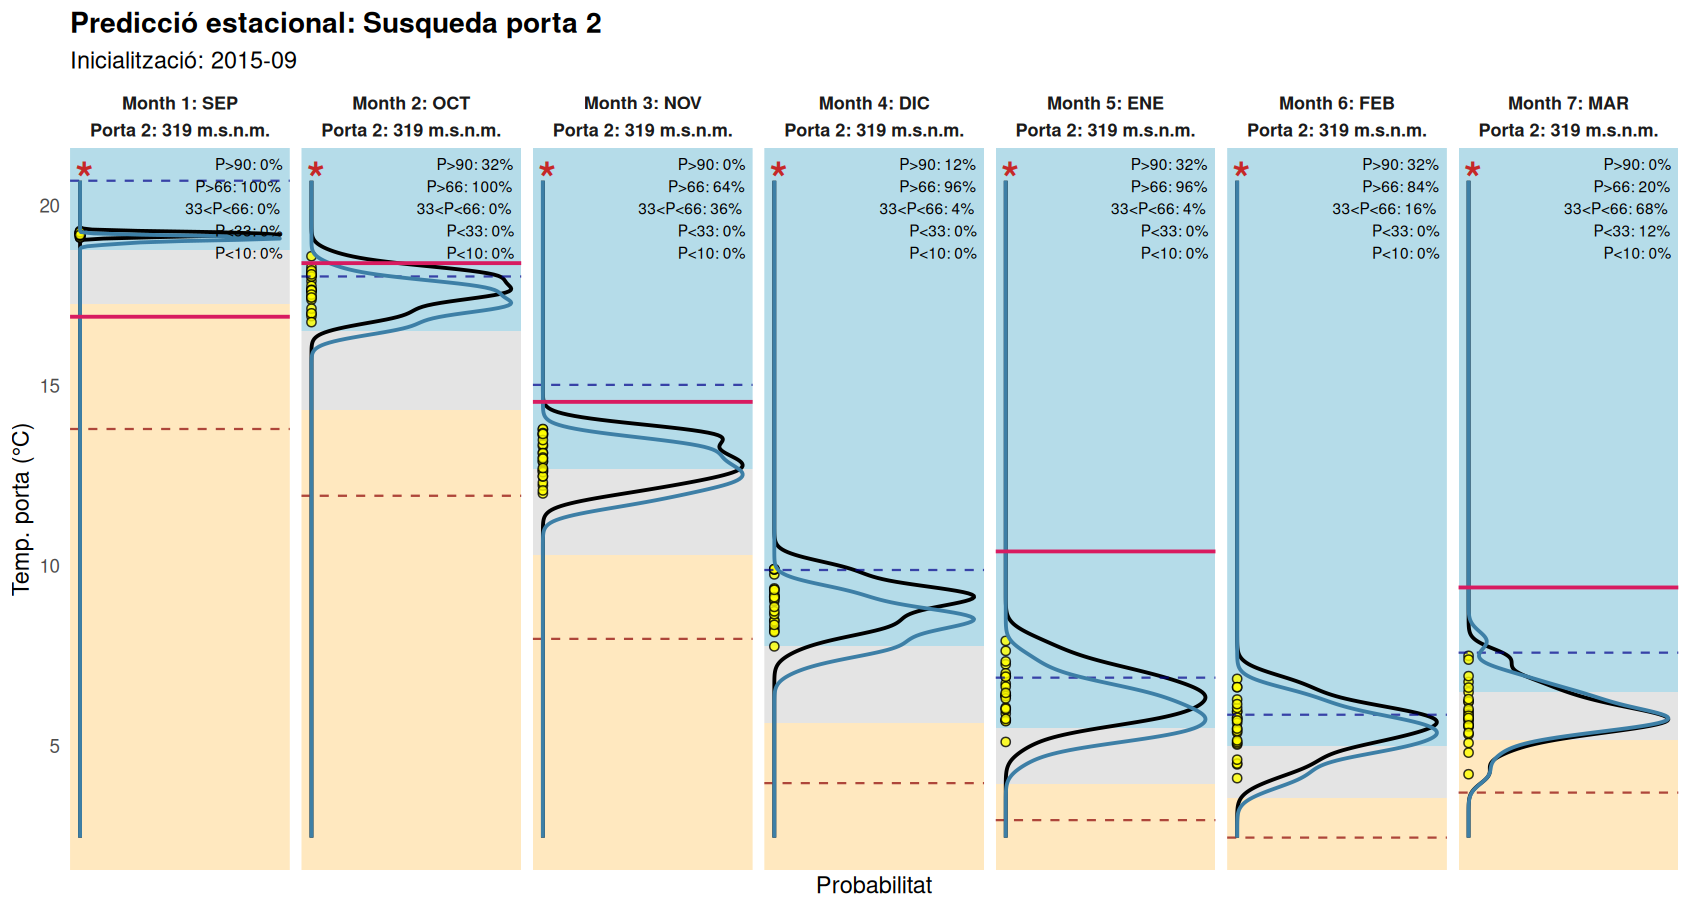 Predicció estacional: Susqueda porta 2
Inicialització: 2015-09
Month 1: SEP
Porta 2: 319 m.s.n.m.
Month 2: OCT
Porta 2: 319 m.s.n.m.
Month 3: NOV
Porta 2: 319 m.s.n.m.
Month 4: DIC
Porta 2: 319 m.s.n.m.
Month 5: ENE
Porta 2: 319 m.s.n.m.
Month 6: FEB
Porta 2: 319 m.s.n.m.
Month 7: MAR
Porta 2: 319 m.s.n.m.
*
P>90: 0%
P>66: 100%
33<P<66: 0%
P<33: 0%
P<10: 0%
*
P>90: 32%
P>66: 100%
33<P<66: 0%
P<33: 0%
P<10: 0%
*
P>90: 0%
P>66: 64%
33<P<66: 36%
P<33: 0%
P<10: 0%
*
P>90: 12%
P>66: 96%
33<P<66: 4%
P<33: 0%
P<10: 0%
*
P>90: 32%
P>66: 96%
33<P<66: 4%
P<33: 0%
P<10: 0%
*
P>90: 32%
P>66: 84%
33<P<66: 16%
P<33: 0%
P<10: 0%
*
P>90: 0%
P>66: 20%
33<P<66: 68%
P<33: 12%
P<10: 0%
20
15
10
5
Temp. porta (°C)
Probabilitat